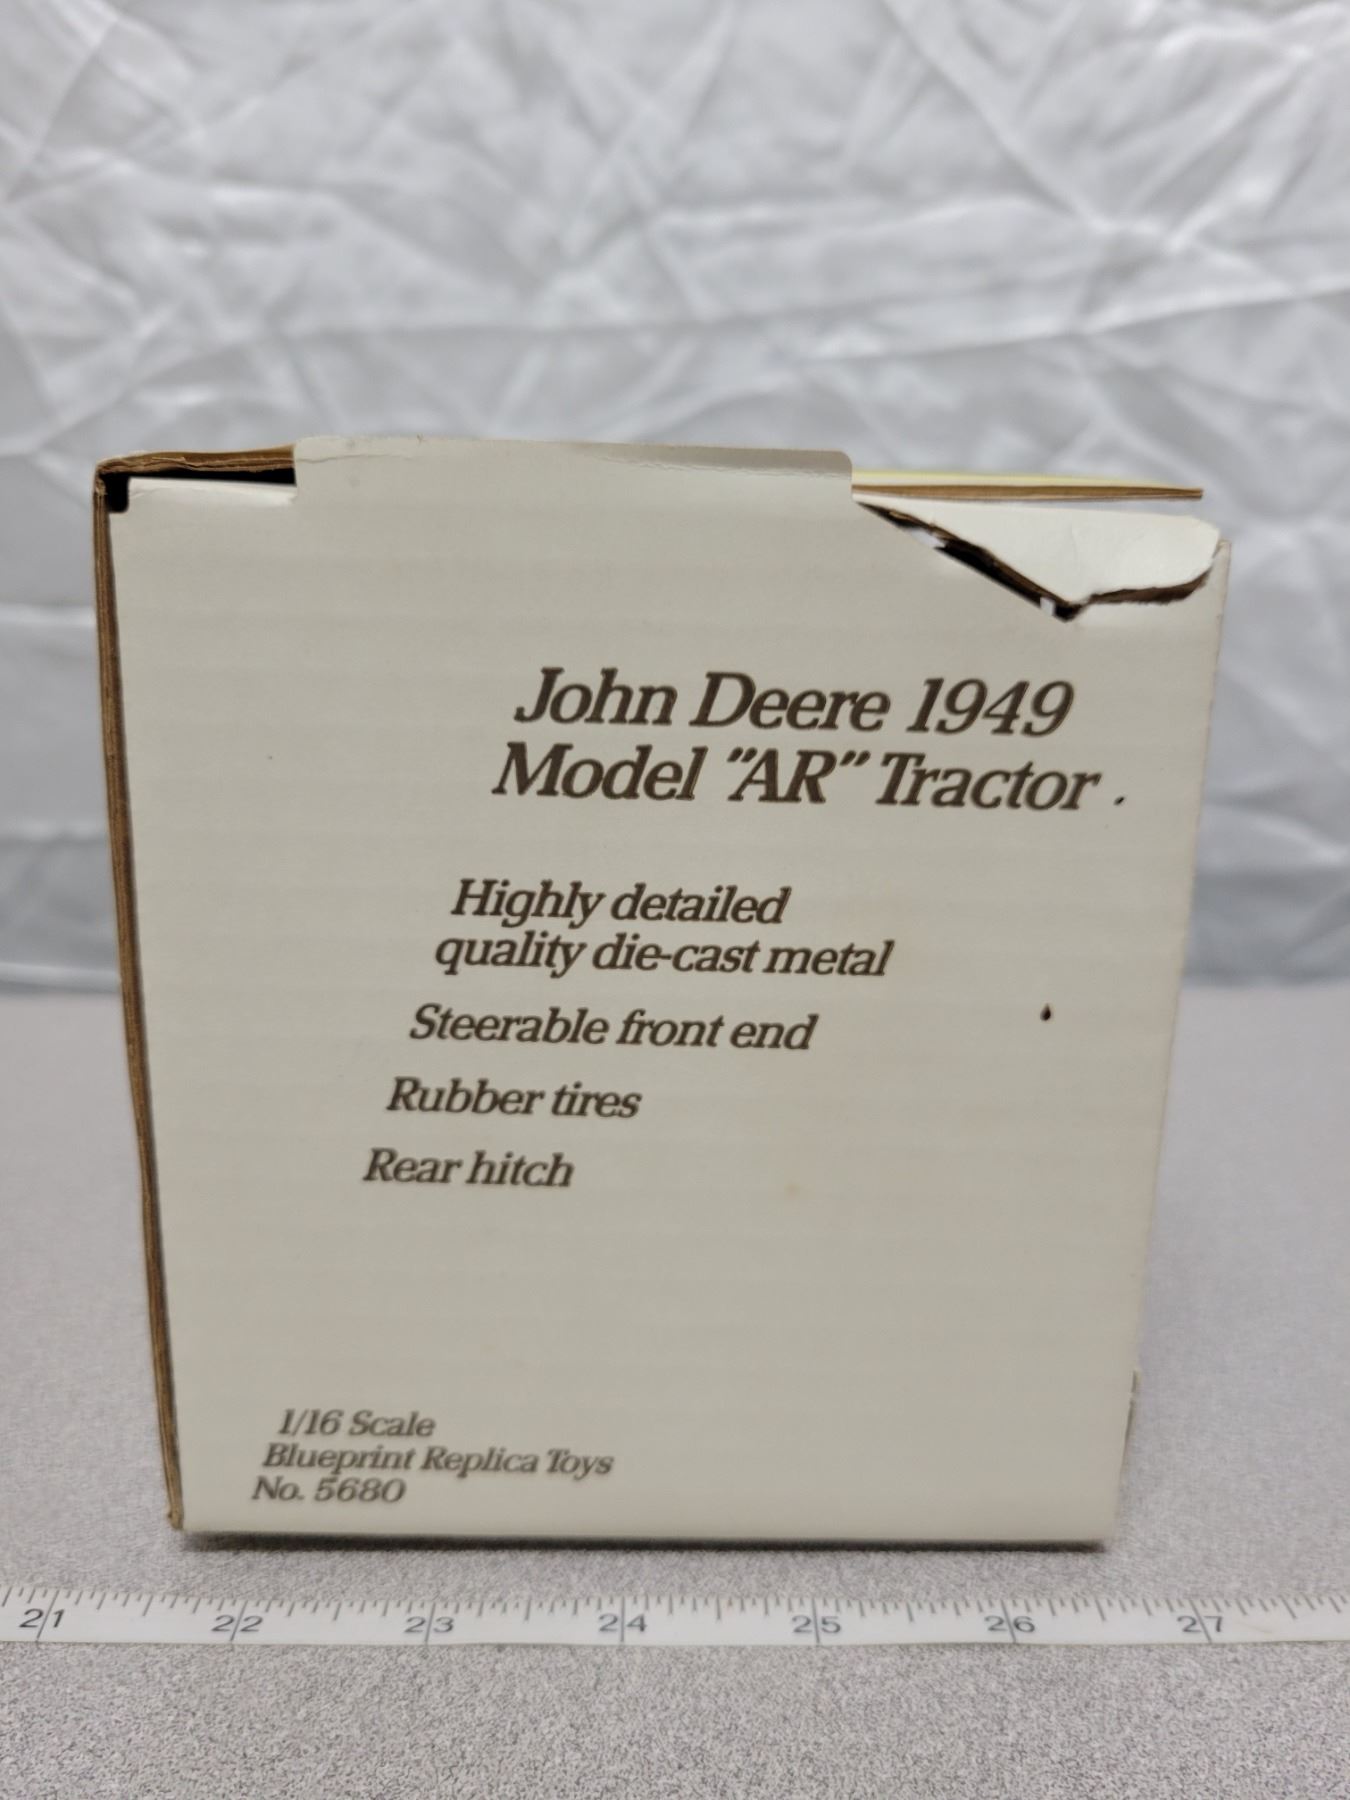 John Deere 1949
Model "AR" Tractor
Highly detailed
quality die-cast metal
Steerable front end
Rubber tires
Rear hitch
1/16 Scale
Blueprint Replica Toys
No. 5680
21 22 23 24 25 26 27